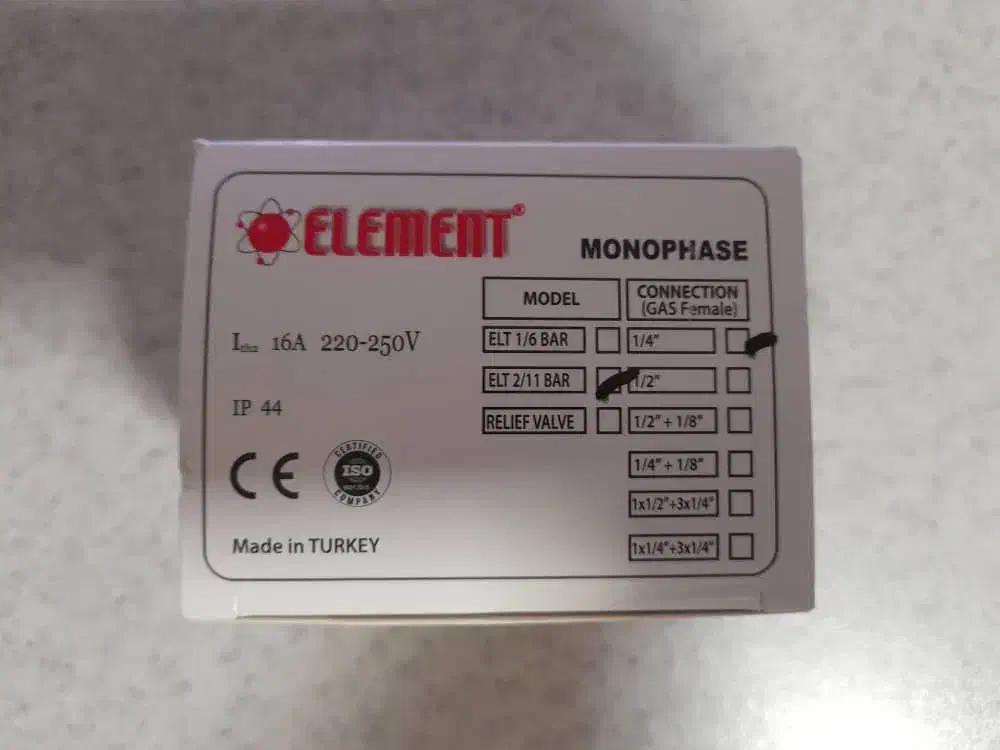 ELEMENT®
MONOPHASE
MODEL CONNECTION
(GAS Female)
ELT 1/6 BAR 1/4"
ELT 2/11 BAR 1/2"
RELIEF VALVE 1/2" + 1/8"
1/4" + 1/8"
1x1/2"+3x1/4"
1x1/4"+3x1/4"
16A 220-250V
IP 44
CE
CERTIFIED
ISO
COMPANY
Made in TURKEY